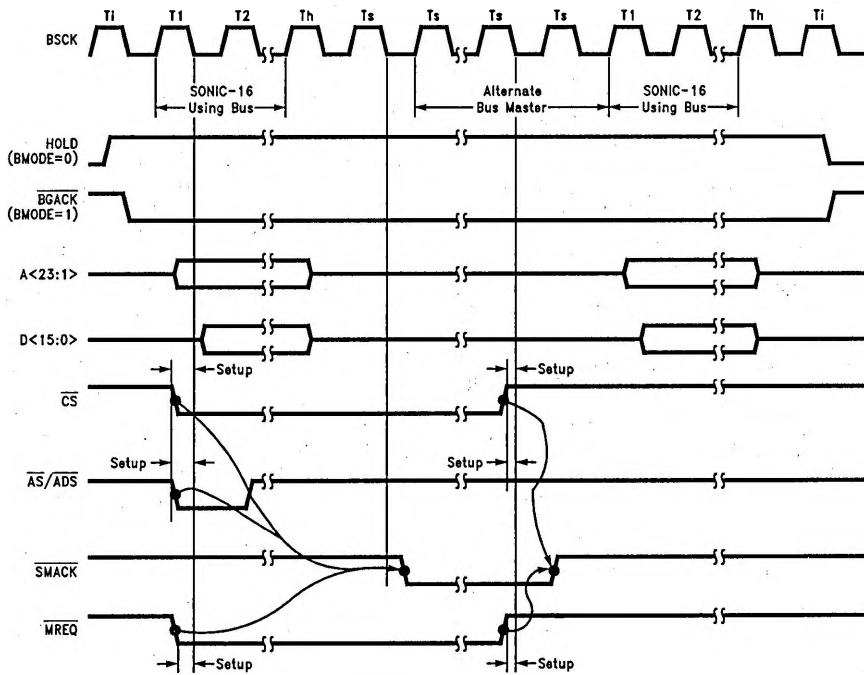 Ti T1 T2 Th Ts Ts Ts Ts T1 T2 Th Ti
BSCK
SONIC-16
Using Bus
Alternate
Bus Master
SONIC-16
Using Bus
HOLD
(BMODE=0)
BGACK
(BMODE=1)
A<23:1>
D<15:0>
Setup Setup
CS
Setup Setup
AS/ADS
SMACK
MREQ
Setup Setup